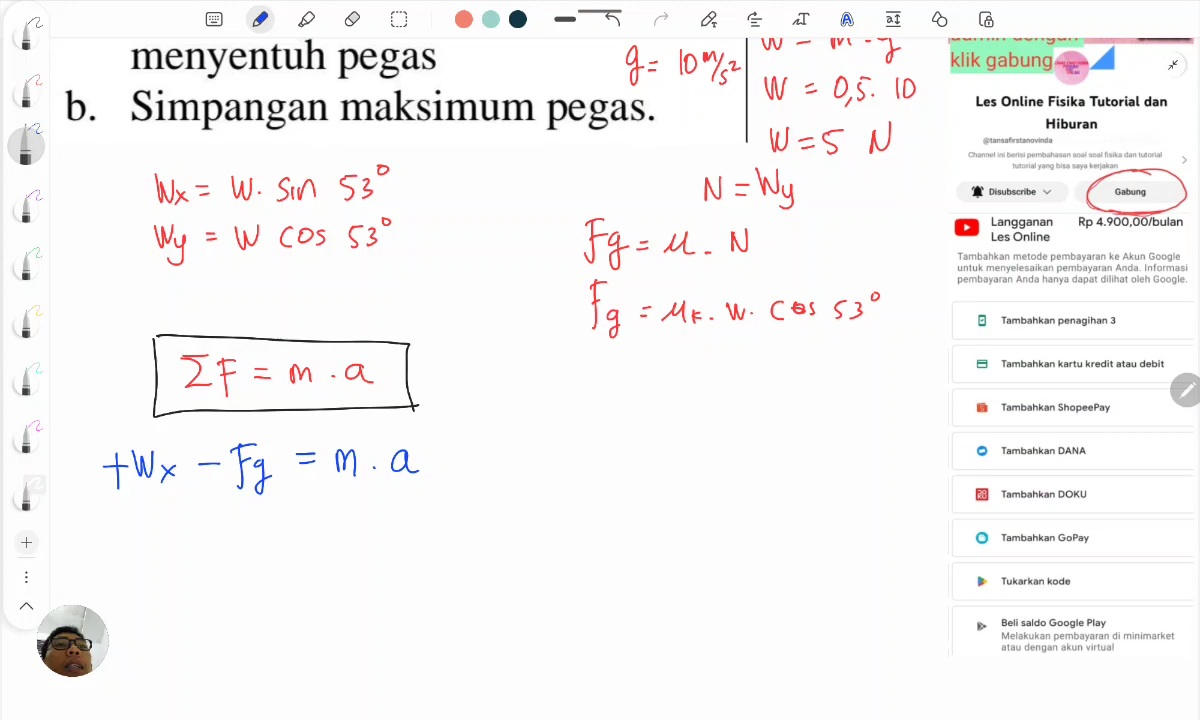 menyentuh pegas
b. Simpangan maksimum pegas.
g = 10 m/s²
W = m . g
W = 0,5. 10
W = 5 N
Wx = W. sin 53°
Wy = W cos 53°
N = Wy
Fg = μ . N
Fg = μk. W. cos 53°
ΣF = m . a
+Wx - Fg = m . a
klik gabung
Les Online Fisika Tutorial dan
Hiburan
@tansafirstanovinda
Channel ini berisi pembahasan soal soal fisika dan tutorial
tutorial yang bisa saya kerjakan
Disubscribe
Gabung
Langganan Rp 4.900,00/bulan
Les Online
Tambahkan metode pembayaran ke Akun Google
untuk menyelesaikan pembayaran Anda. Informasi
pembayaran Anda hanya dapat dilihat oleh Google.
Tambahkan penagihan 3
Tambahkan kartu kredit atau debit
Tambahkan ShopeePay
Tambahkan DANA
Tambahkan DOKU
Tambahkan GoPay
Tukarkan kode
Beli saldo Google Play
Melakukan pembayaran di minimarket
atau dengan akun virtual